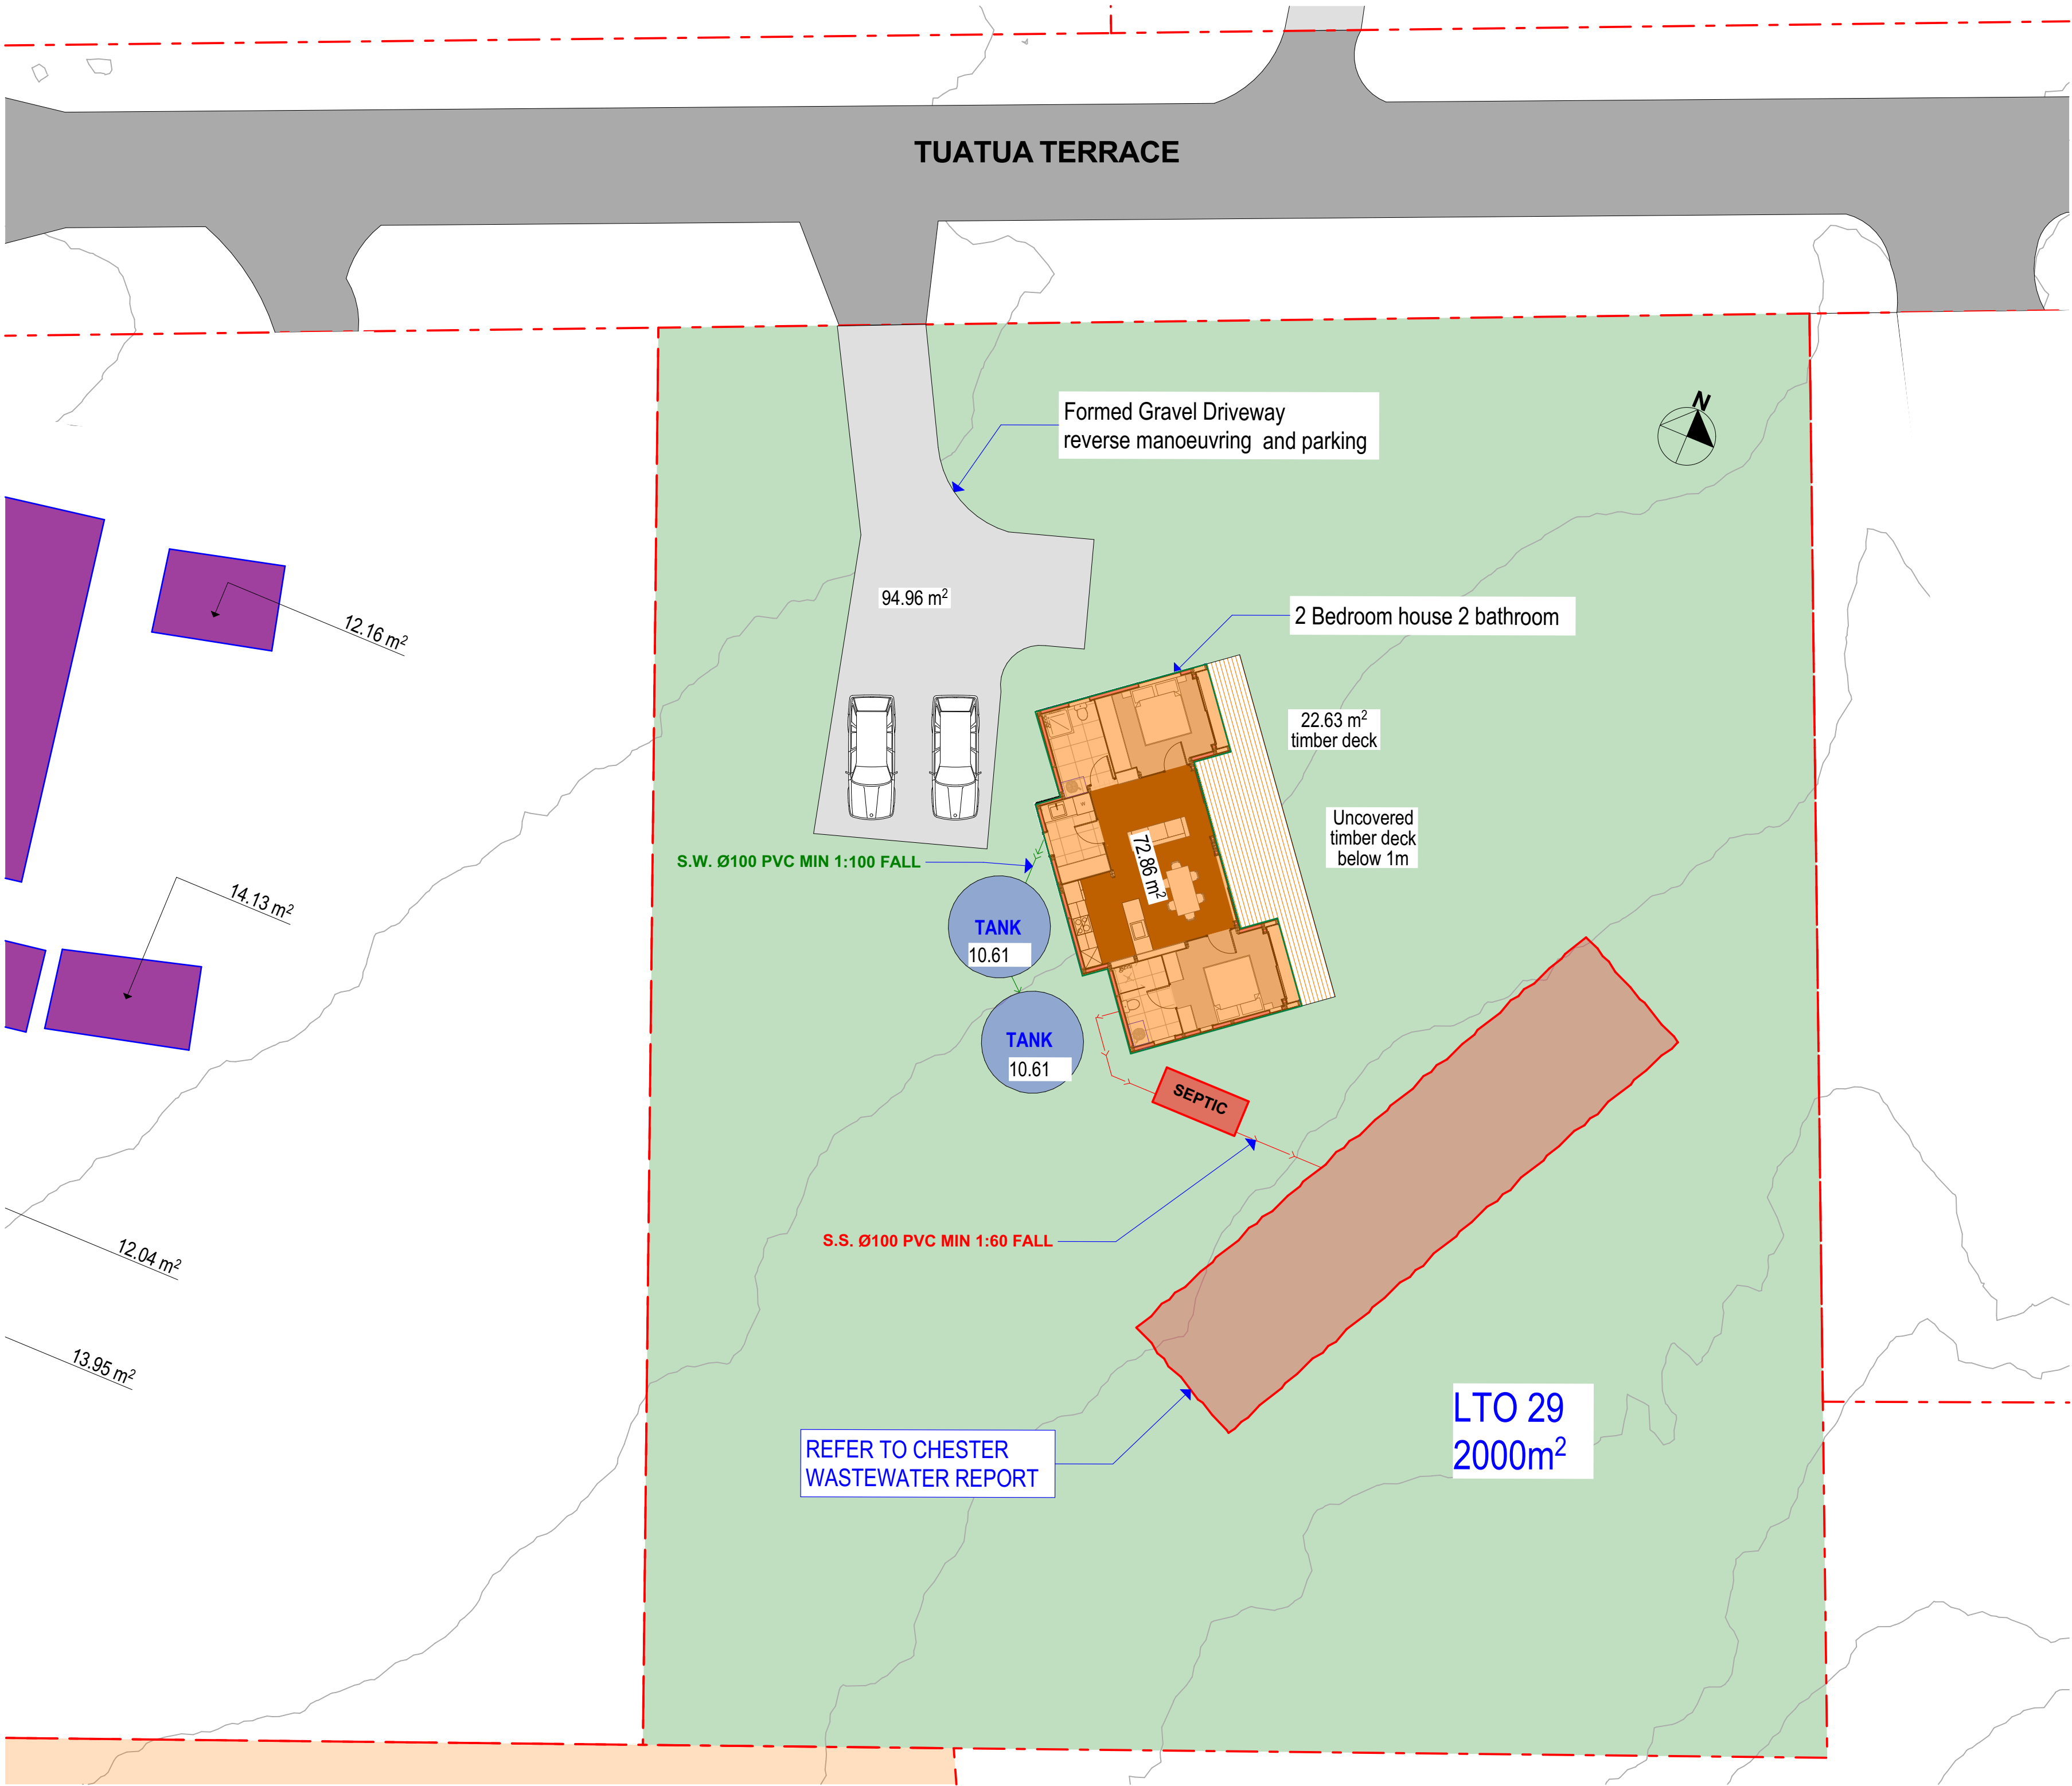 TUATUA TERRACE
Formed Gravel Driveway
reverse manoeuvring and parking
N
94.96 m²
12.16 m²
2 Bedroom house 2 bathroom
22.63 m²
timber deck
Uncovered
timber deck
below 1m
72.86 m²
S.W. Ø100 PVC MIN 1:100 FALL
14.13 m²
TANK
10.61
TANK
10.61
SEPTIC
S.S. Ø100 PVC MIN 1:60 FALL
12.04 m²
13.95 m²
LTO 29
2000m²
REFER TO CHESTER
WASTEWATER REPORT